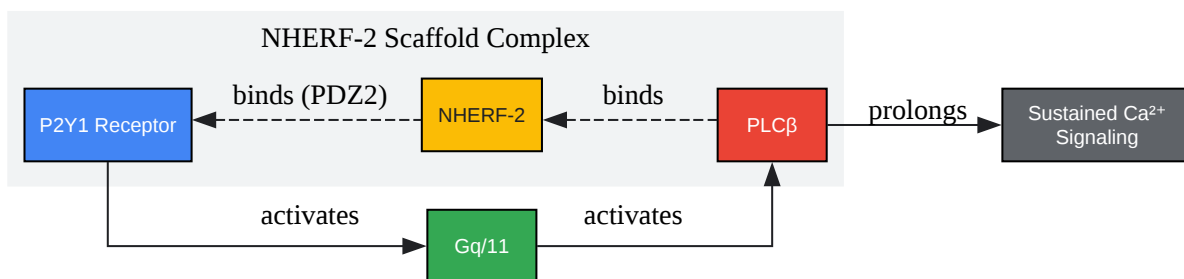 NHERF-2 Scaffold Complex
P2Y1 Receptor
binds (PDZ2)
NHERF-2
binds
PLCβ
prolongs
Sustained Ca²⁺
Signaling
activates
Gq/11
activates